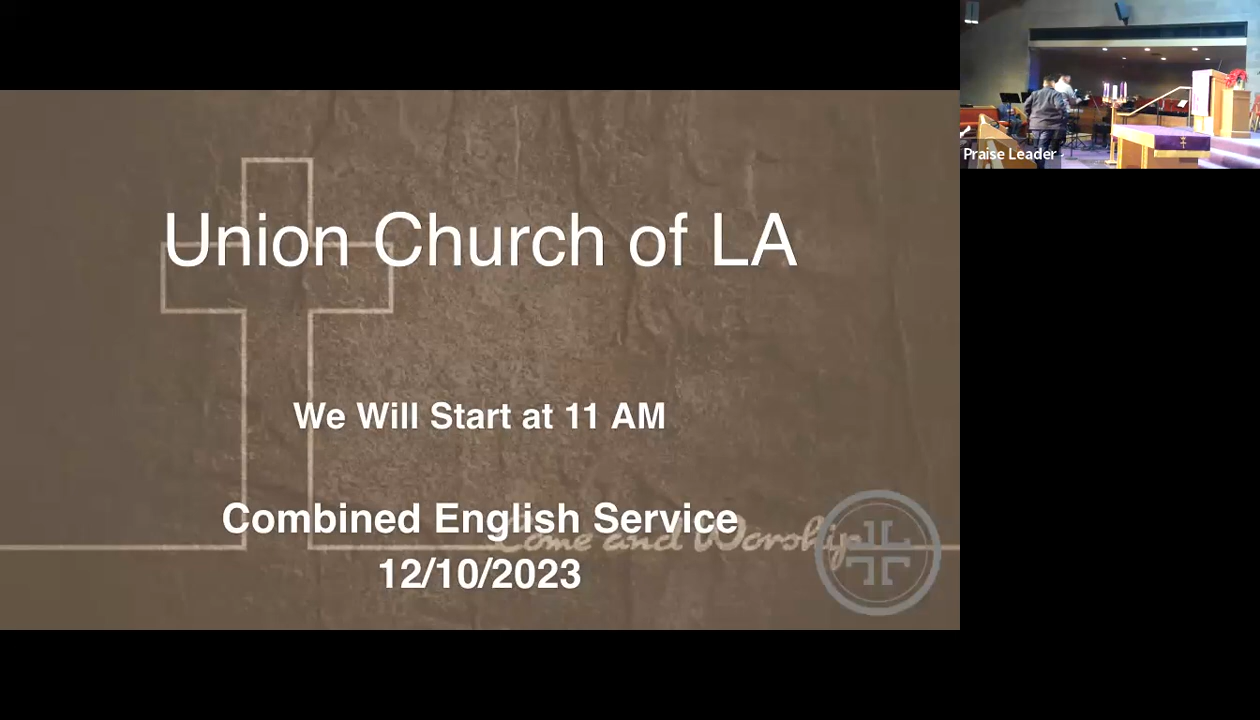 Union Church of LA
We Will Start at 11 AM
Combined English Service
Come and Worship
12/10/2023
Praise Leader